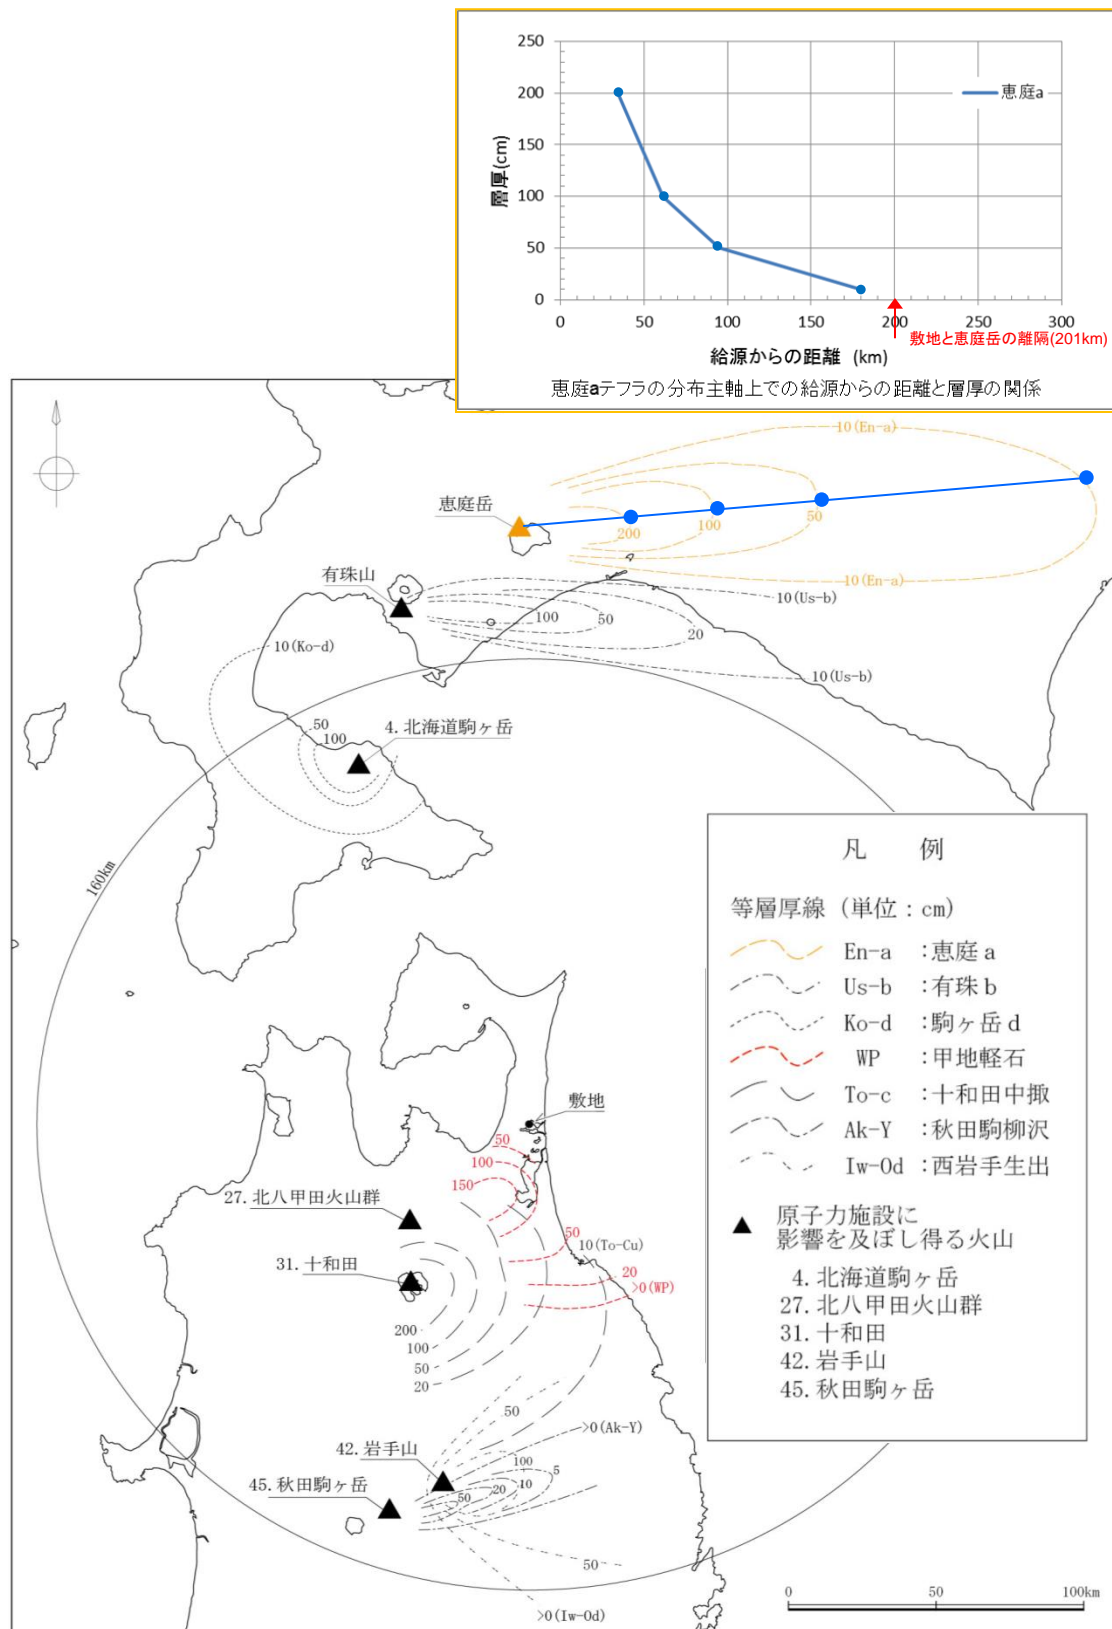 250
200
150
100
50
0
層厚(cm)
恵庭a
0 50 100 150 200 250 300
敷地と恵庭岳の離隔(201km)
給源からの距離 (km)
恵庭aテフラの分布主軸上での給源からの距離と層厚の関係
10(En-a)
恵庭岳
200
100
50
10(En-a)
有珠山
10(Us-b)
100
50
20
10(Us-b)
10(Ko-d)
50
100
4.北海道駒ヶ岳
160km
敷地
50
100
150
27.北八甲田火山群
50
10(To-Cu)
31.十和田
20
>0(WP)
200
100
50
20
50
>0(Ak-Y)
42.岩手山
100
5
45.秋田駒ヶ岳
20
10
50
50
>0(Iw-Od)
凡 例
等層厚線 (単位:cm)
En-a :恵庭a
Us-b :有珠b
Ko-d :駒ヶ岳d
WP :甲地軽石
To-c :十和田中掫
Ak-Y :秋田駒柳沢
Iw-Od :西岩手生出
原子力施設に
影響を及ぼし得る火山
4.北海道駒ヶ岳
27.北八甲田火山群
31.十和田
42.岩手山
45.秋田駒ヶ岳
0 50 100km